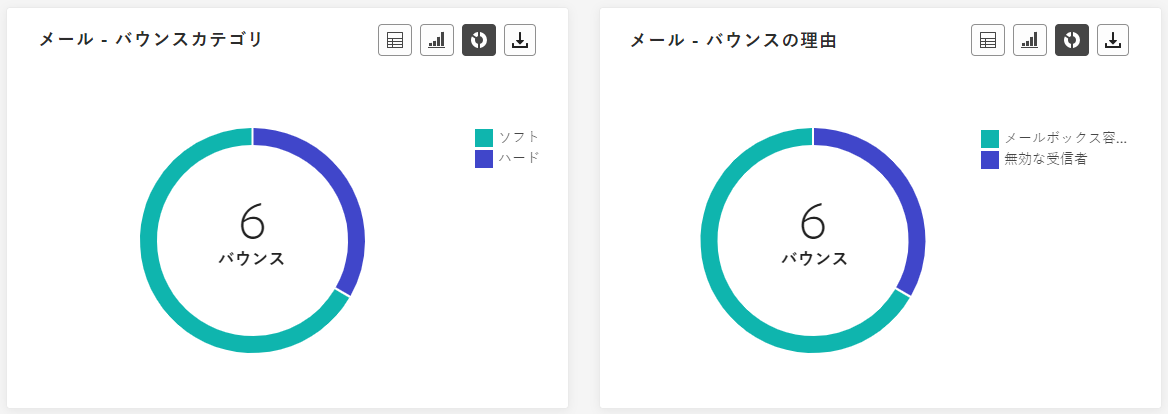 メール - バウンスカテゴリ
ソフト
ハード
6
バウンス
メール - バウンスの理由
メールボックス容...
無効な受信者
6
バウンス